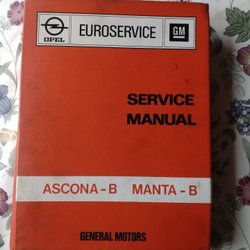 OPEL EUROSERVICE GM
SERVICE
MANUAL
ASCONA-B MANTA-B
GENERAL MOTORS